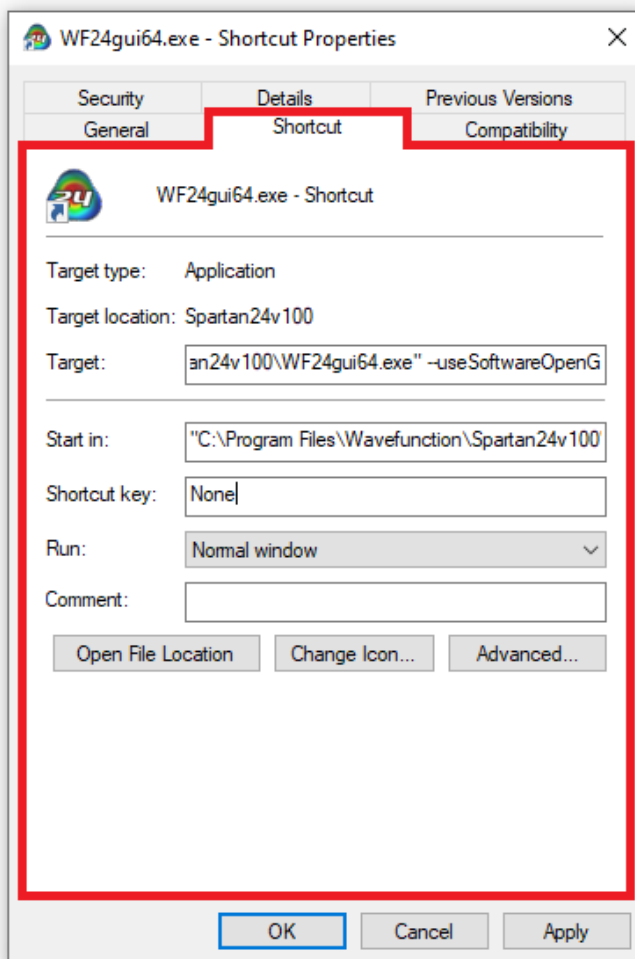 WF24gui64.exe - Shortcut Properties
Security Details Previous Versions
General Shortcut Compatibility
24
WF24gui64.exe - Shortcut
Target type: Application
Target location: Spartan24v100
Target: an24v100\WF24gui64.exe" --useSoftwareOpenG
Start in: "C:\Program Files\Wavefunction\Spartan24v100\
Shortcut key: None
Run: Normal window
Comment:
Open File Location Change Icon... Advanced...
OK Cancel Apply